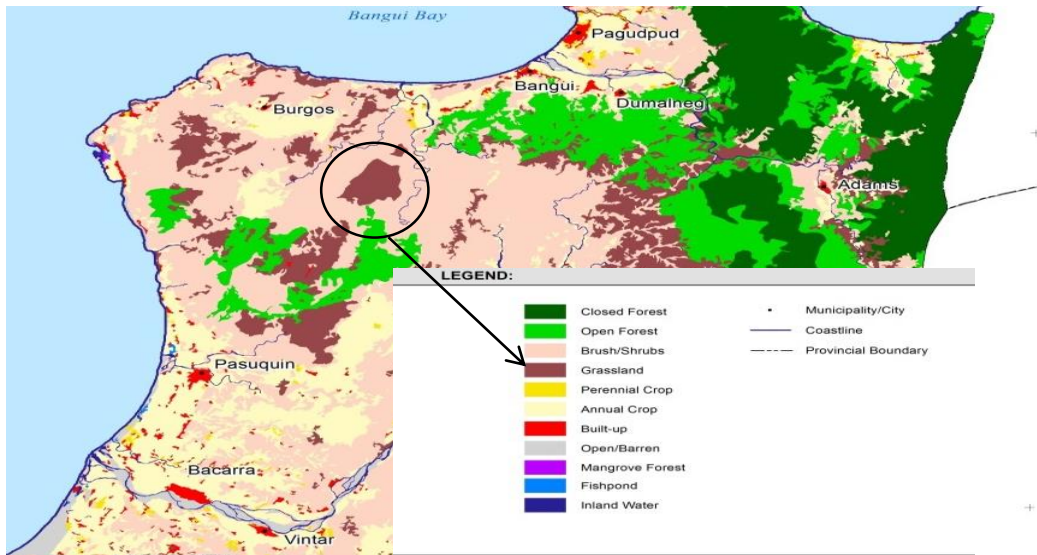 Bangui Bay
Pagudpud
Bangui
Dumalneg
Burgos
Adams
Pasuquin
Bacarra
Vintar
LEGEND:
Closed Forest
Open Forest
Brush/Shrubs
Grassland
Perennial Crop
Annual Crop
Built-up
Open/Barren
Mangrove Forest
Fishpond
Inland Water
Municipality/City
Coastline
Provincial Boundary